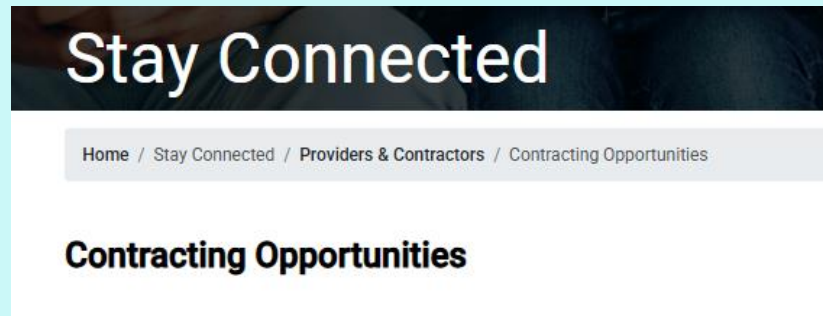 Stay Connected
Home / Stay Connected / Providers & Contractors / Contracting Opportunities
Contracting Opportunities